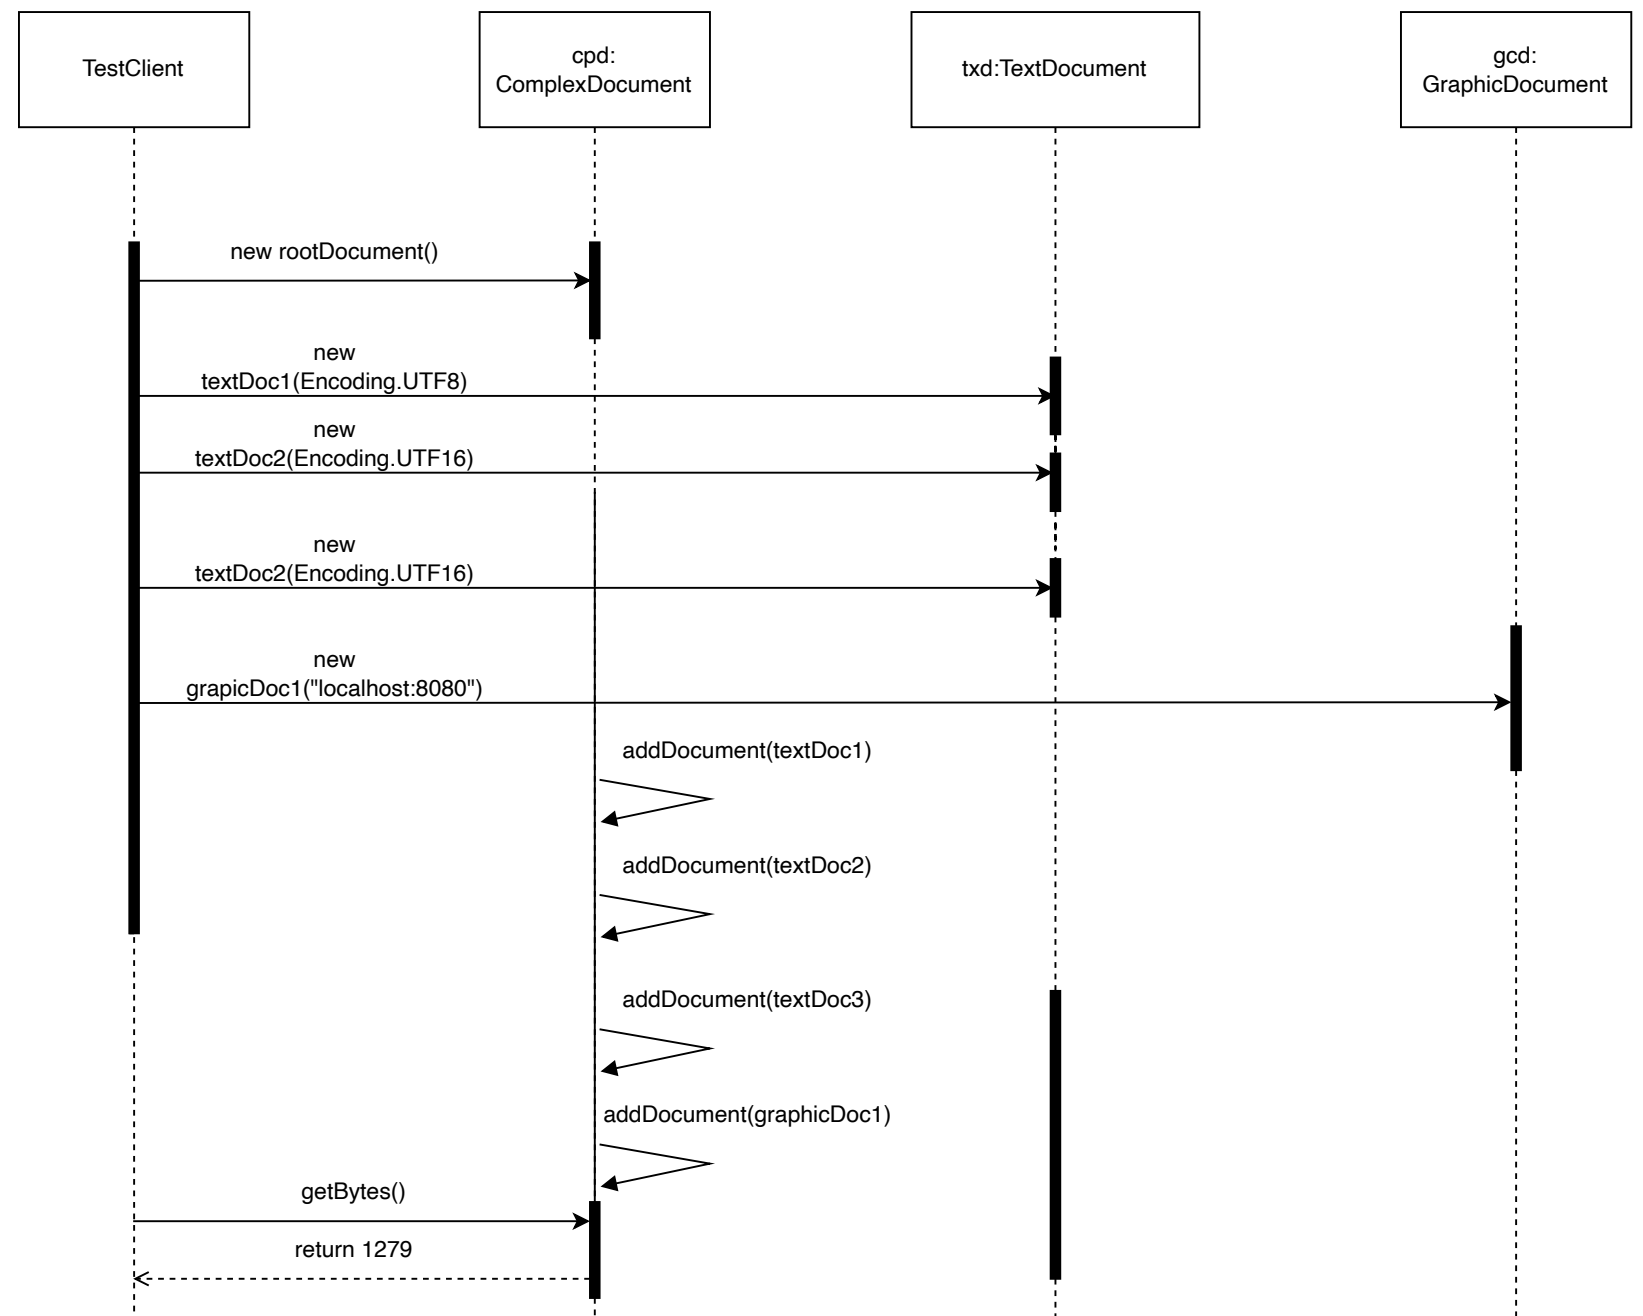 TestClient
cpd:
ComplexDocument
txd:TextDocument
gcd:
GraphicDocument
new rootDocument()
new
textDoc1(Encoding.UTF8)
new
textDoc2(Encoding.UTF16)
new
textDoc2(Encoding.UTF16)
new
grapicDoc1("localhost:8080")
addDocument(textDoc1)
addDocument(textDoc2)
addDocument(textDoc3)
addDocument(graphicDoc1)
getBytes()
return 1279